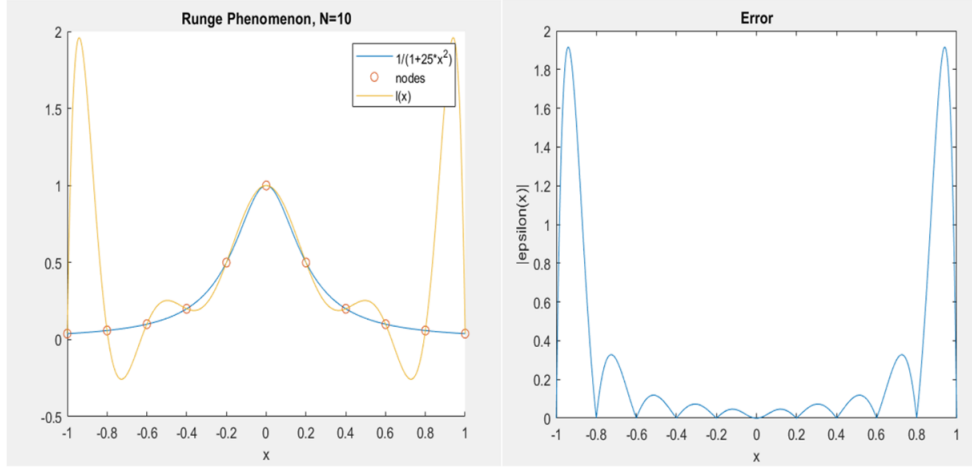 Runge Phenomenon, N=10
2
1.5
1
0.5
0
-0.5
-1 -0.8 -0.6 -0.4 -0.2 0 0.2 0.4 0.6 0.8 1
x
1/(1+25*x²)
nodes
I(x)
Error
2
1.8
1.6
1.4
1.2
1
0.8
0.6
0.4
0.2
0
|epsilon(x)|
-1 -0.8 -0.6 -0.4 -0.2 0 0.2 0.4 0.6 0.8 1
x